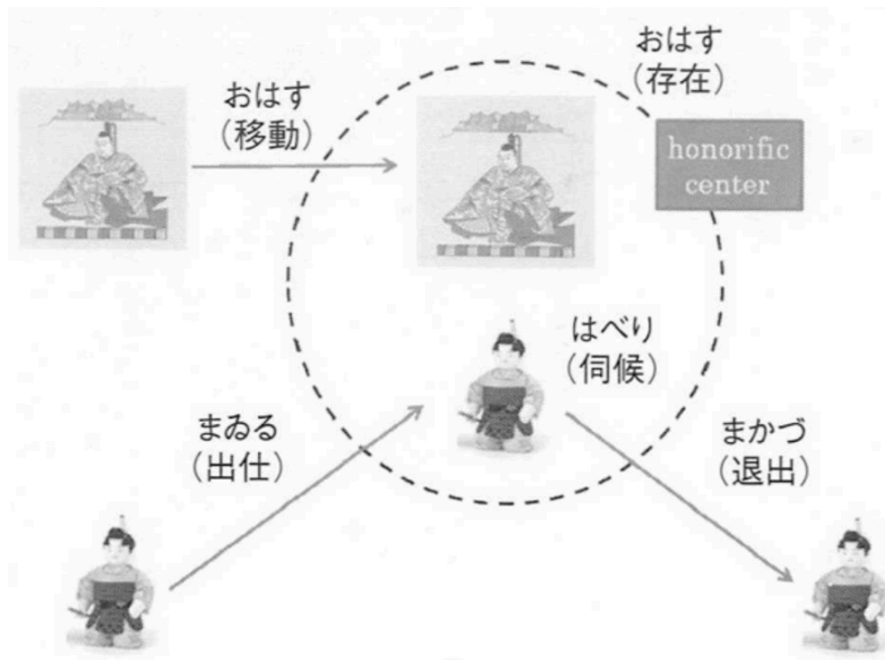 おはす
(存在)
おはす
(移動)
honorific
center
はべり
(伺候)
まゐる
(出仕)
まかづ
(退出)